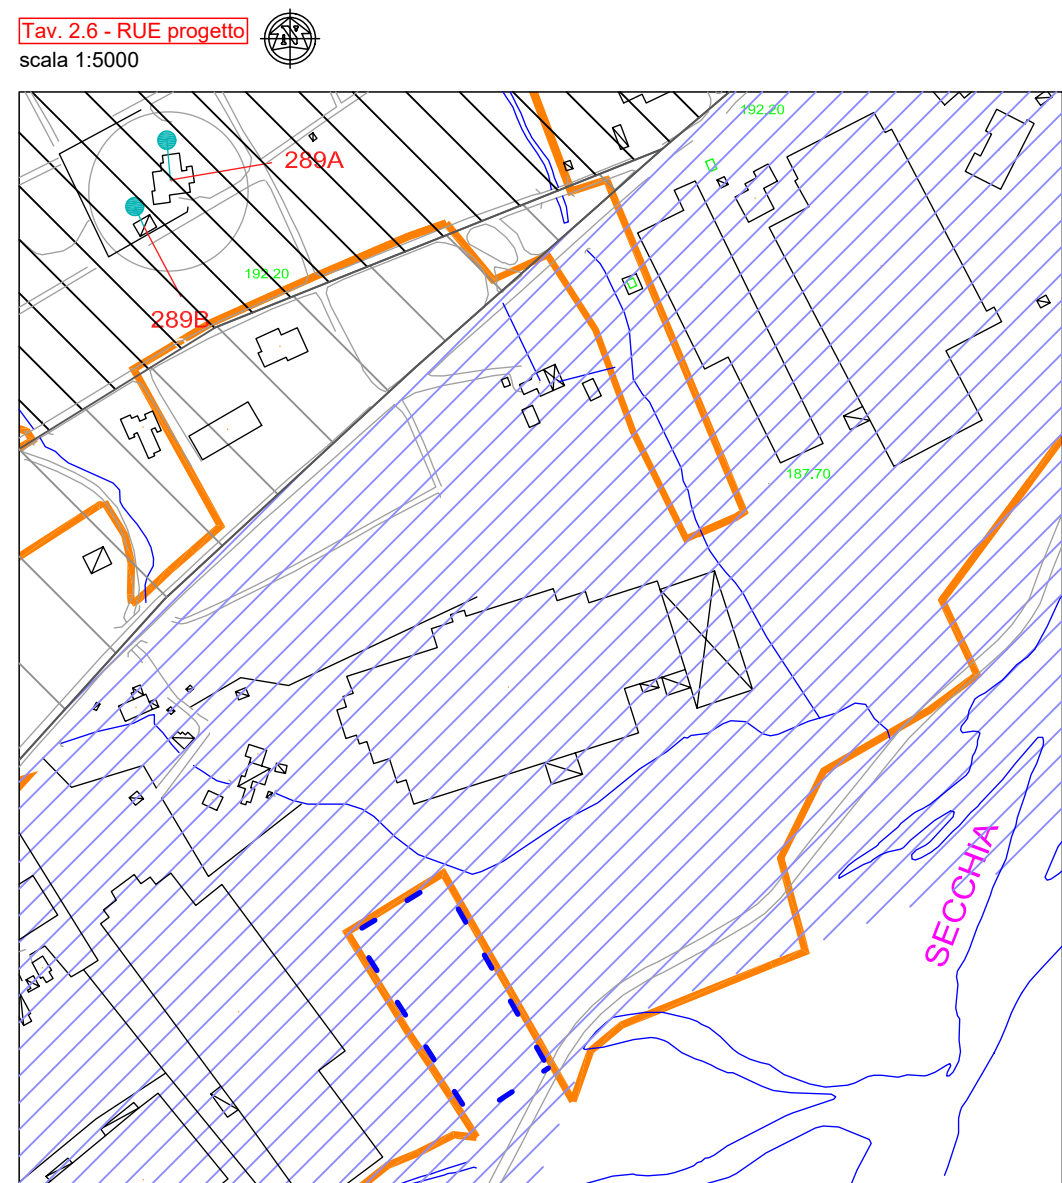 Tav. 2.6 - RUE progetto
scala 1:5000
N
192.20
289A
192.20
289B
187.70
SECCHIA